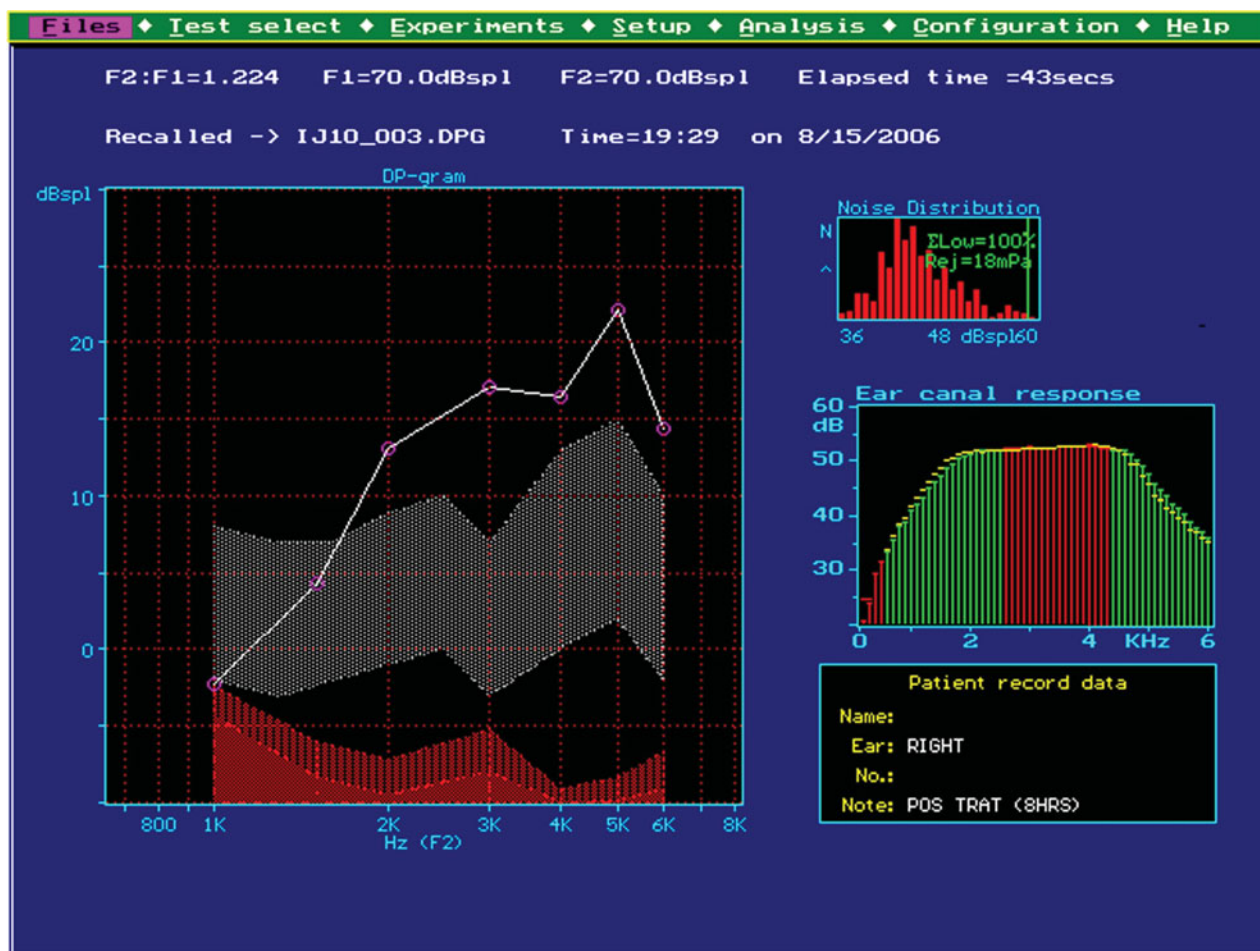 Files ◆ Test select ◆ Experiments ◆ Setup ◆ Analysis ◆ Configuration ◆ Help
F2:F1=1.224 F1=70.0dBspl F2=70.0dBspl Elapsed time =43secs
Recalled -> IJ10_003.DPG Time=19:29 on 8/15/2006
DP-gram
dBspl
20
10
0
800 1K 2K 3K 4K 5K 6K 8K
Hz (F2)
Noise Distribution
N
^
ΣLow=100%
Rej=18mPa
36 48 dBspl60
Ear canal response
60
dB
50
40
30
0 2 4 KHz 6
Patient record data
Name:
Ear: RIGHT
No.:
Note: POS TRAT (8HRS)